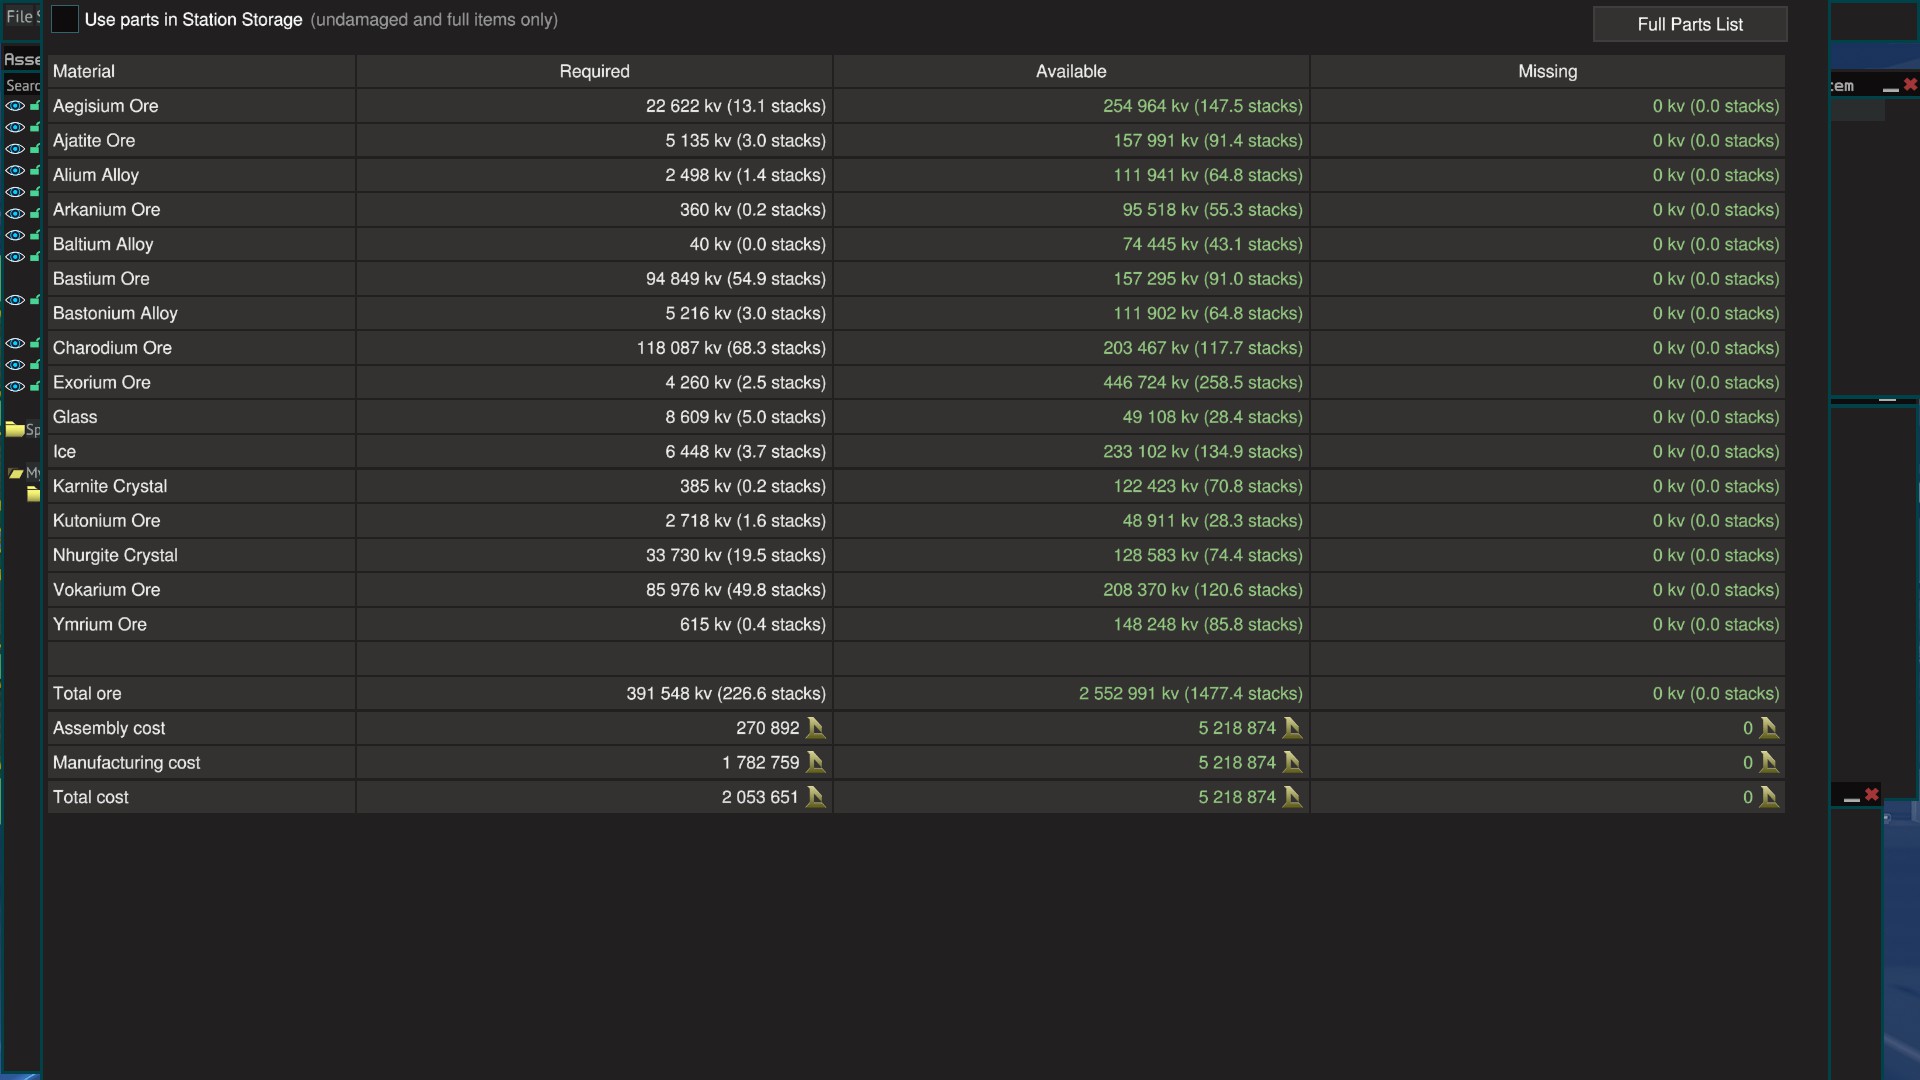 File S
Use parts in Station Storage (undamaged and full items only)
Full Parts List
Asse
Searc
em
Material Required Available Missing
Aegisium Ore 22 622 kv (13.1 stacks) 254 964 kv (147.5 stacks) 0 kv (0.0 stacks)
Ajatite Ore 5 135 kv (3.0 stacks) 157 991 kv (91.4 stacks) 0 kv (0.0 stacks)
Alium Alloy 2 498 kv (1.4 stacks) 111 941 kv (64.8 stacks) 0 kv (0.0 stacks)
Arkanium Ore 360 kv (0.2 stacks) 95 518 kv (55.3 stacks) 0 kv (0.0 stacks)
Baltium Alloy 40 kv (0.0 stacks) 74 445 kv (43.1 stacks) 0 kv (0.0 stacks)
Bastium Ore 94 849 kv (54.9 stacks) 157 295 kv (91.0 stacks) 0 kv (0.0 stacks)
Bastonium Alloy 5 216 kv (3.0 stacks) 111 902 kv (64.8 stacks) 0 kv (0.0 stacks)
Charodium Ore 118 087 kv (68.3 stacks) 203 467 kv (117.7 stacks) 0 kv (0.0 stacks)
Exorium Ore 4 260 kv (2.5 stacks) 446 724 kv (258.5 stacks) 0 kv (0.0 stacks)
Glass 8 609 kv (5.0 stacks) 49 108 kv (28.4 stacks) 0 kv (0.0 stacks)
Sp
Ice 6 448 kv (3.7 stacks) 233 102 kv (134.9 stacks) 0 kv (0.0 stacks)
My
Karnite Crystal 385 kv (0.2 stacks) 122 423 kv (70.8 stacks) 0 kv (0.0 stacks)
Kutonium Ore 2 718 kv (1.6 stacks) 48 911 kv (28.3 stacks) 0 kv (0.0 stacks)
Nhurgite Crystal 33 730 kv (19.5 stacks) 128 583 kv (74.4 stacks) 0 kv (0.0 stacks)
Vokarium Ore 85 976 kv (49.8 stacks) 208 370 kv (120.6 stacks) 0 kv (0.0 stacks)
Ymrium Ore 615 kv (0.4 stacks) 148 248 kv (85.8 stacks) 0 kv (0.0 stacks)
Total ore 391 548 kv (226.6 stacks) 2 552 991 kv (1477.4 stacks) 0 kv (0.0 stacks)
Assembly cost 270 892 5 218 874 0
Manufacturing cost 1 782 759 5 218 874 0
Total cost 2 053 651 5 218 874 0